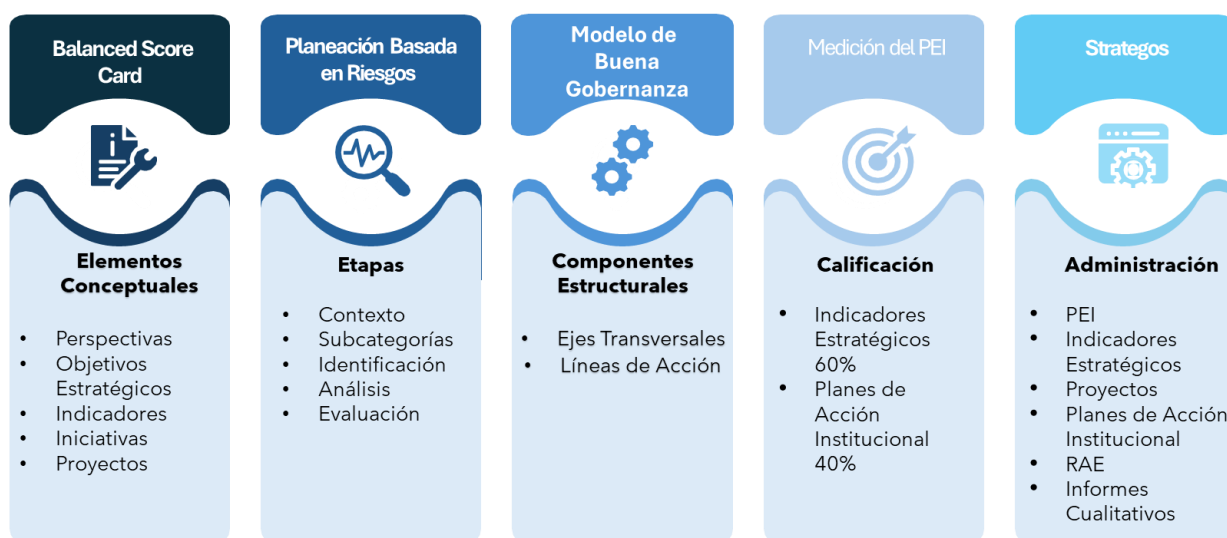 Balanced Score
Card
Elementos
Conceptuales
• Perspectivas
• Objetivos
Estratégicos
• Indicadores
• Iniciativas
• Proyectos
Planeación Basada
en Riesgos
Etapas
• Contexto
• Subcategorías
• Identificación
• Análisis
• Evaluación
Modelo de
Buena
Gobernanza
Componentes
Estructurales
• Ejes Transversales
• Líneas de Acción
Medición del PEI
Calificación
• Indicadores
Estratégicos
60%
• Planes de
Acción
Institucional
40%
Strategos
Administración
• PEI
• Indicadores
Estratégicos
• Proyectos
• Planes de Acción
Institucional
• RAE
• Informes
Cualitativos